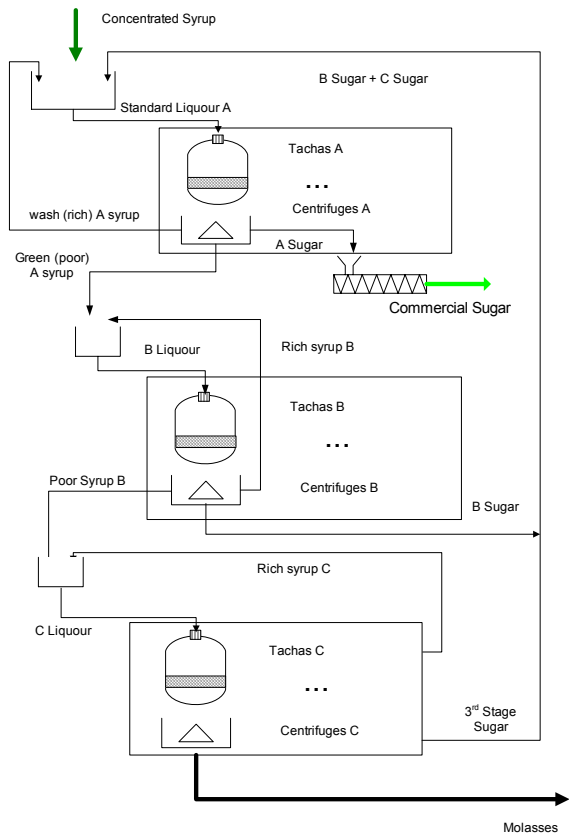 Concentrated Syrup
B Sugar + C Sugar
Standard Liquour A
Tachas A
...
wash (rich) A syrup
Centrifuges A
A Sugar
Green (poor)
A syrup
Commercial Sugar
B Liquour
Rich syrup B
Tachas B
...
Poor Syrup B
Centrifuges B
B Sugar
Rich syrup C
C Liquour
Tachas C
...
3rd Stage
Sugar
Centrifuges C
Molasses